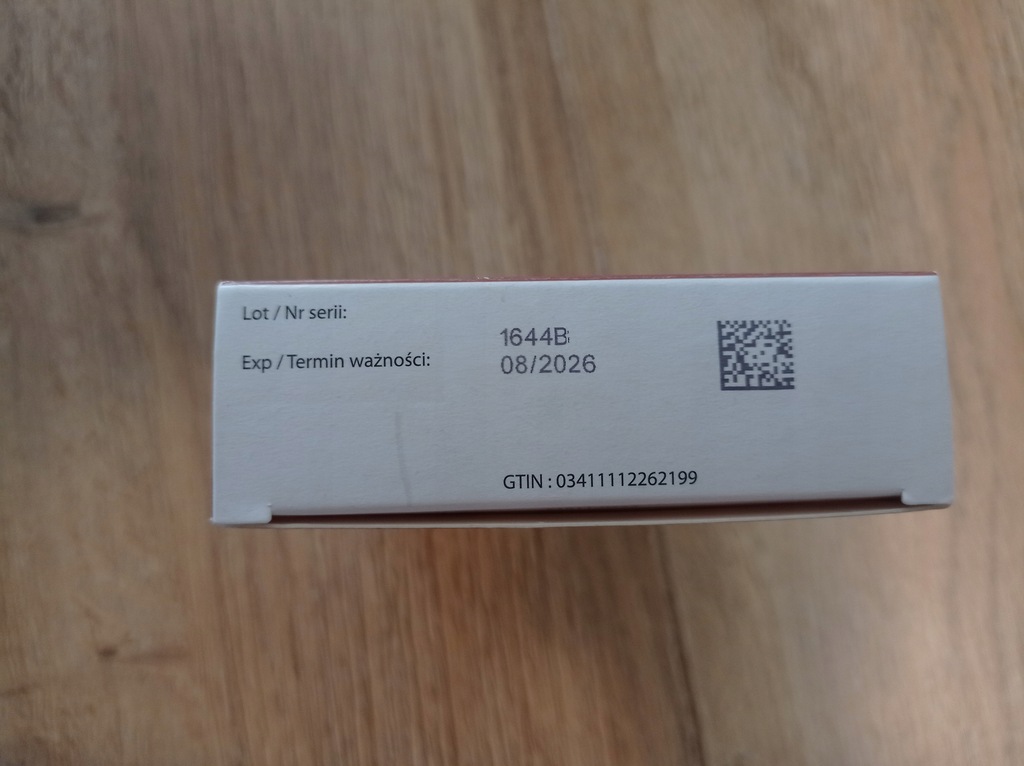 Lot / Nr serii:
1644B
Exp / Termin ważności:
08/2026
GTIN : 03411112262199